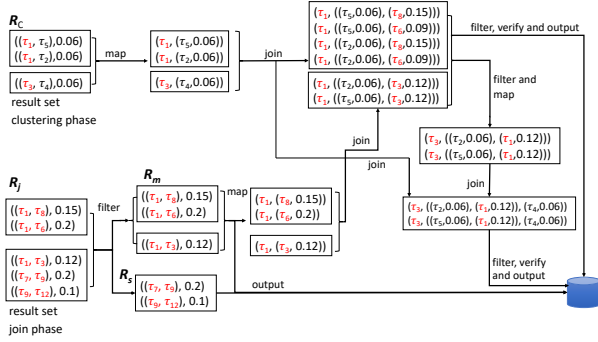 R_C
((τ₁, τ₅),0.06)
((τ₁, τ₂),0.06)
((τ₃, τ₄),0.06)
result set
clustering phase
map
(τ₁, (τ₅,0.06))
(τ₁, (τ₂,0.06))
(τ₃, (τ₄,0.06))
join
(τ₁, ((τ₅,0.06), (τ₈,0.15)))
(τ₁, ((τ₅,0.06), (τ₆,0.09)))
(τ₁, ((τ₂,0.06), (τ₈,0.15)))
(τ₁, ((τ₂,0.06), (τ₆,0.09)))
(τ₁, ((τ₂,0.06), (τ₃,0.12)))
(τ₁, ((τ₅,0.06), (τ₃,0.12)))
filter, verify and output
filter and
map
(τ₃, ((τ₂,0.06), (τ₁,0.12)))
(τ₃, ((τ₅,0.06), (τ₁,0.12)))
join
join
join
(τ₃, ((τ₂,0.06), (τ₁,0.12)), (τ₄,0.06))
(τ₃, ((τ₅,0.06), (τ₁,0.12)), (τ₄,0.06))
filter, verify
and output
R_j
((τ₁, τ₈), 0.15)
((τ₁, τ₆), 0.2)
((τ₁, τ₃), 0.12)
((τ₇, τ₉), 0.2)
((τ₉, τ₁₂), 0.1)
result set
join phase
filter
R_m
((τ₁, τ₈), 0.15)
((τ₁, τ₆), 0.2)
((τ₁, τ₃), 0.12)
map
(τ₁, (τ₈, 0.15))
(τ₁, (τ₆, 0.2))
(τ₁, (τ₃, 0.12))
R_s
((τ₇, τ₉), 0.2)
((τ₉, τ₁₂), 0.1)
output